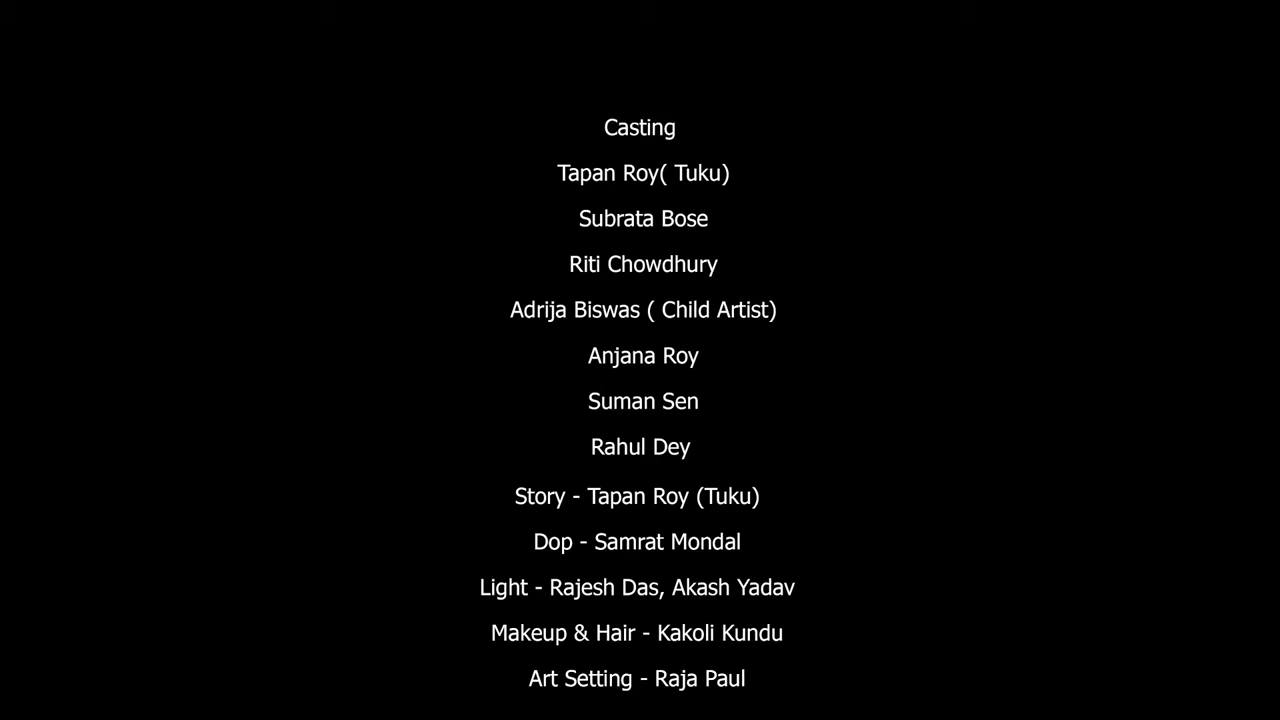 Casting
Tapan Roy( Tuku)
Subrata Bose
Riti Chowdhury
Adrija Biswas ( Child Artist)
Anjana Roy
Suman Sen
Rahul Dey
Story - Tapan Roy (Tuku)
Dop - Samrat Mondal
Light - Rajesh Das, Akash Yadav
Makeup & Hair - Kakoli Kundu
Art Setting - Raja Paul